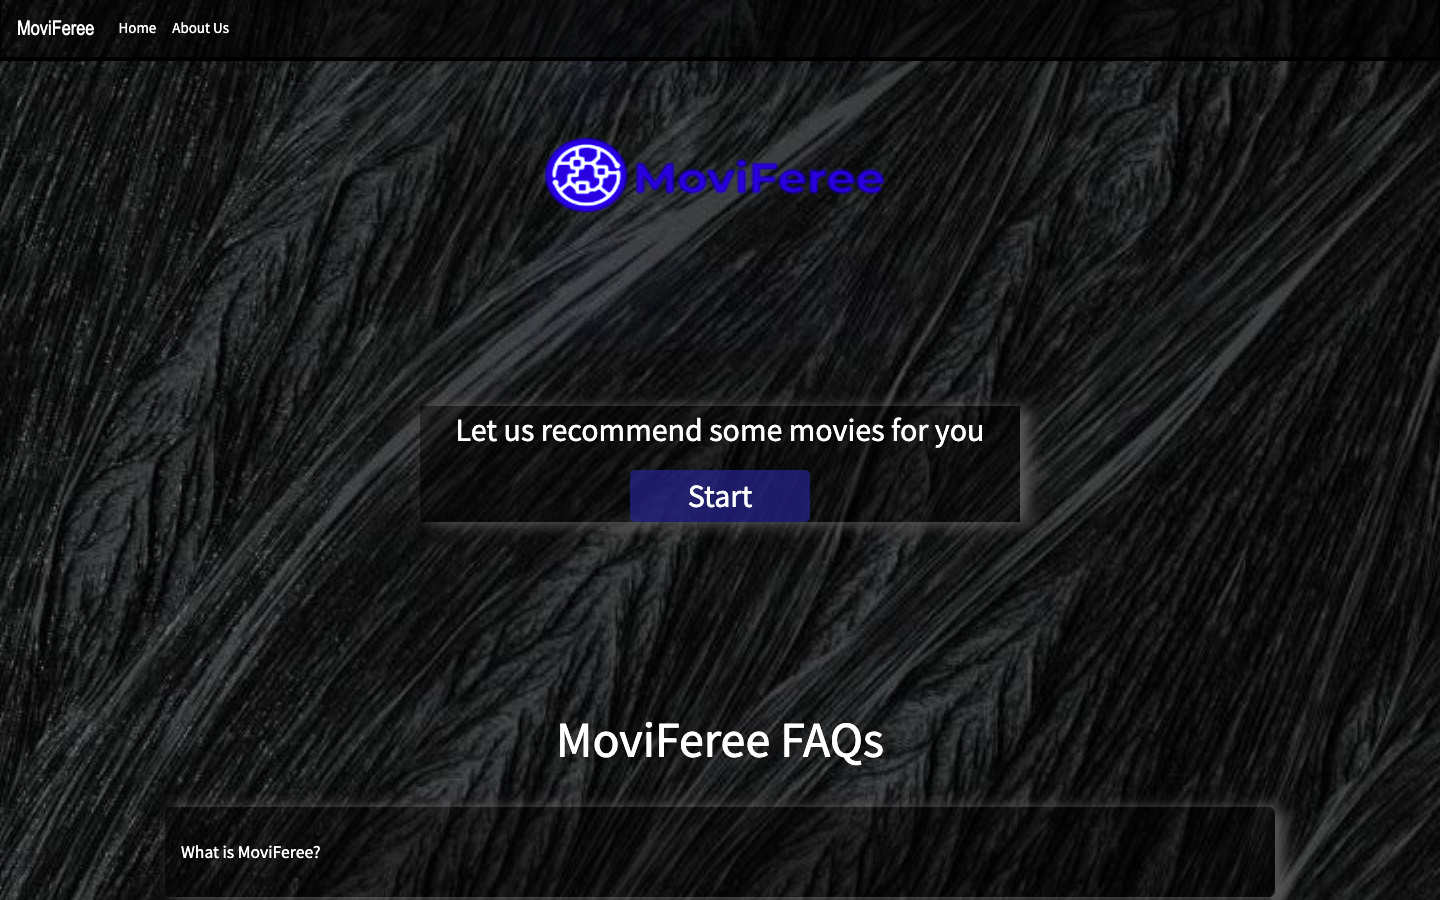 MoviFeree Home About Us
MoviFeree
Let us recommend some movies for you
Start
MoviFeree FAQs
What is MoviFeree?